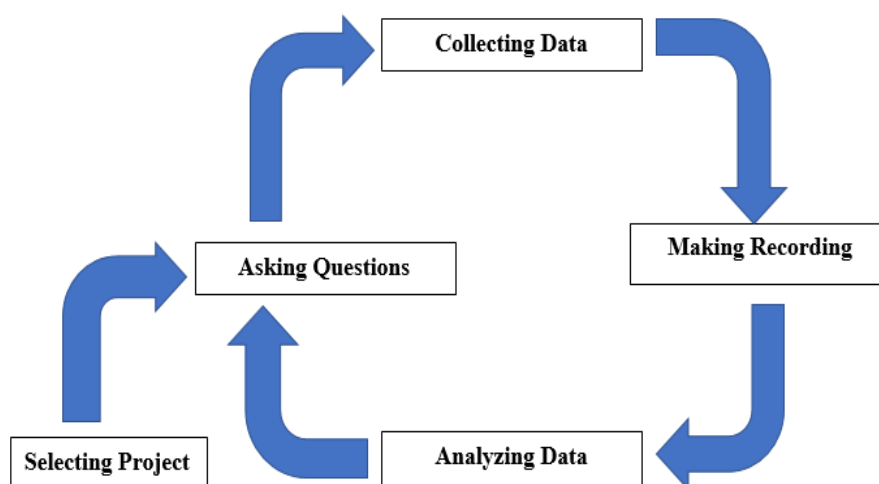 Collecting Data
Making Recording
Asking Questions
Analyzing Data
Selecting Project